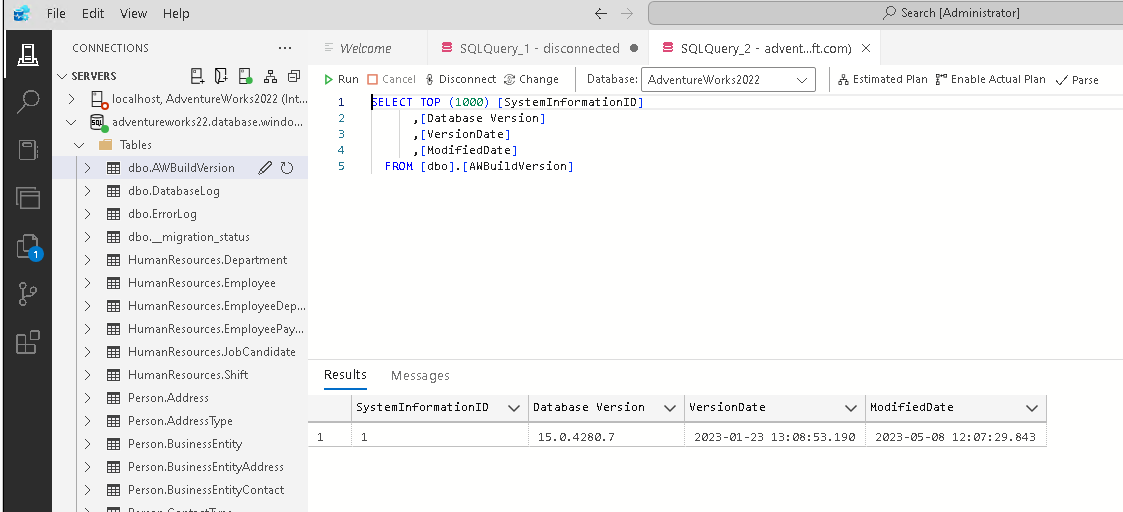 File Edit View Help
Search [Administrator]
CONNECTIONS
Welcome
SQLQuery_1 - disconnected
SQLQuery_2 - advent...ft.com)
SERVERS
Run
Cancel
Disconnect
Change
Database:
AdventureWorks2022
Estimated Plan
Enable Actual Plan
Parse
localhost, AdventureWorks2022 (Int...
adventureworks22.database.windo...
Tables
dbo.AWBuildVersion
dbo.DatabaseLog
dbo.ErrorLog
dbo.__migration_status
HumanResources.Department
HumanResources.Employee
HumanResources.EmployeeDep...
HumanResources.EmployeePay...
HumanResources.JobCandidate
HumanResources.Shift
Person.Address
Person.AddressType
Person.BusinessEntity
Person.BusinessEntityAddress
Person.BusinessEntityContact
1
1 SELECT TOP (1000) [SystemInformationID]
2 ,[Database Version]
3 ,[VersionDate]
4 ,[ModifiedDate]
5 FROM [dbo].[AWBuildVersion]
Results Messages
SystemInformationID Database Version VersionDate ModifiedDate
1 1 15.0.4280.7 2023-01-23 13:08:53.190 2023-05-08 12:07:29.843